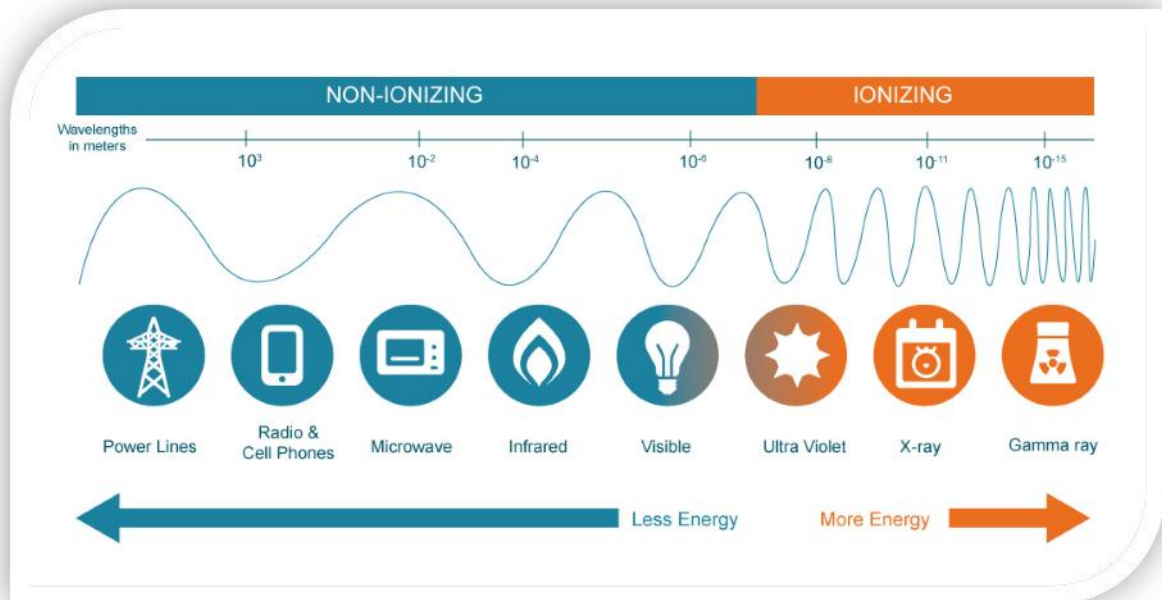 NON-IONIZING IONIZING
Wavelengths
in meters
10³ 10⁻² 10⁻⁴ 10⁻⁶ 10⁻⁸ 10⁻¹¹ 10⁻¹⁵
Power Lines
Radio &
Cell Phones
Microwave
Infrared
Visible
Ultra Violet
X-ray
Gamma ray
Less Energy More Energy